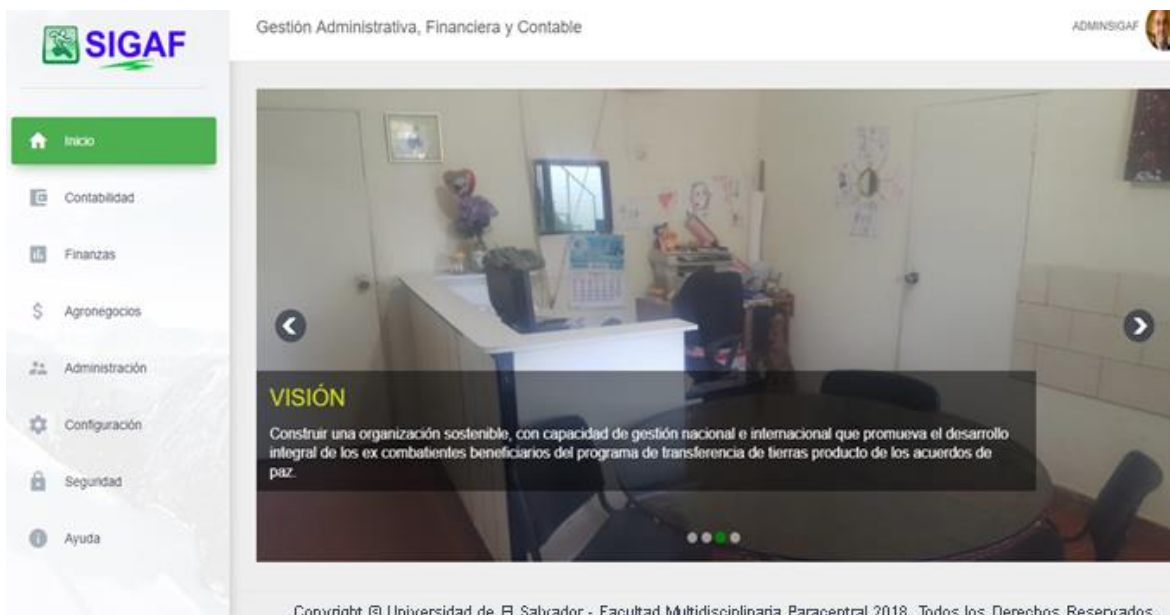 SIGAF
Gestión Administrativa, Financiera y Contable
ADMINSIGAF
Inicio
Contabilidad
Finanzas
Agronegocios
Administración
Configuración
Seguridad
Ayuda
VISIÓN
Construir una organización sostenible, con capacidad de gestión nacional e internacional que promueva el desarrollo
integral de los ex combatientes beneficiarios del programa de transferencia de tierras producto de los acuerdos de
paz.
Copyright © Universidad de El Salvador - Facultad Multidisciplinaria Paracentral 2018. Todos los Derechos Reservados.